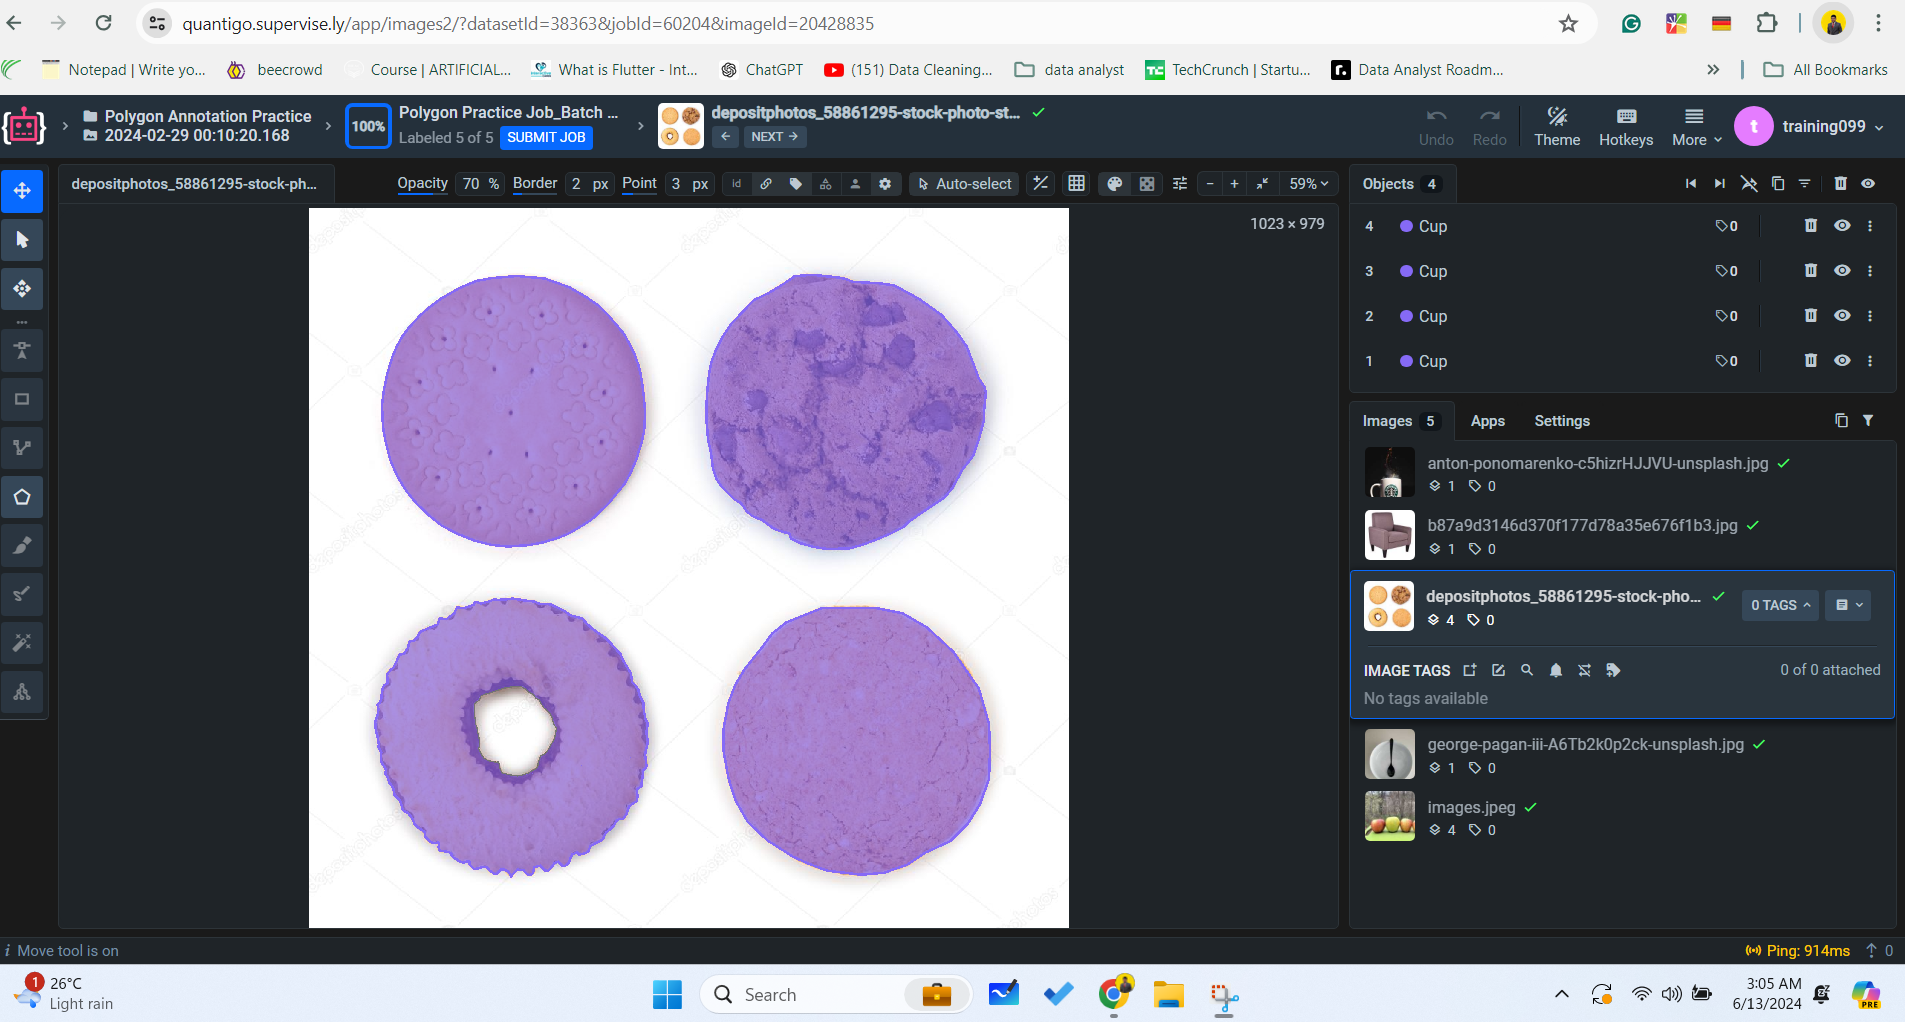 quantigo.supervise.ly/app/images2/?datasetId=38363&jobId=60204&imageId=20428835
Notepad | Write yo...
beecrowd
Course | ARTIFICIAL...
What is Flutter - Int...
ChatGPT
(151) Data Cleaning...
data analyst
TechCrunch | Startu...
Data Analyst Roadm...
All Bookmarks
Polygon Annotation Practice
2024-02-29 00:10:20.168
100%
Polygon Practice Job_Batch ...
Labeled 5 of 5 SUBMIT JOB
depositphotos_58861295-stock-photo-st...
NEXT
Undo
Redo
Theme
Hotkeys
More
t
training099
depositphotos_58861295-stock-ph...
Opacity 70 % Border 2 px Point 3 px
Id
Auto-select
59%
1023 × 979
Objects 4
4 Cup 0
3 Cup 0
2 Cup 0
1 Cup 0
Images 5 Apps Settings
anton-ponomarenko-c5hizrHJJVU-unsplash.jpg
1 0
b87a9d3146d370f177d78a35e676f1b3.jpg
1 0
depositphotos_58861295-stock-pho...
4 0
0 TAGS
IMAGE TAGS
0 of 0 attached
No tags available
george-pagan-iii-A6Tb2k0p2ck-unsplash.jpg
1 0
images.jpeg
4 0
Move tool is on
Ping: 914ms 0
1
26°C
Light rain
Search
3:05 AM
6/13/2024
PRE